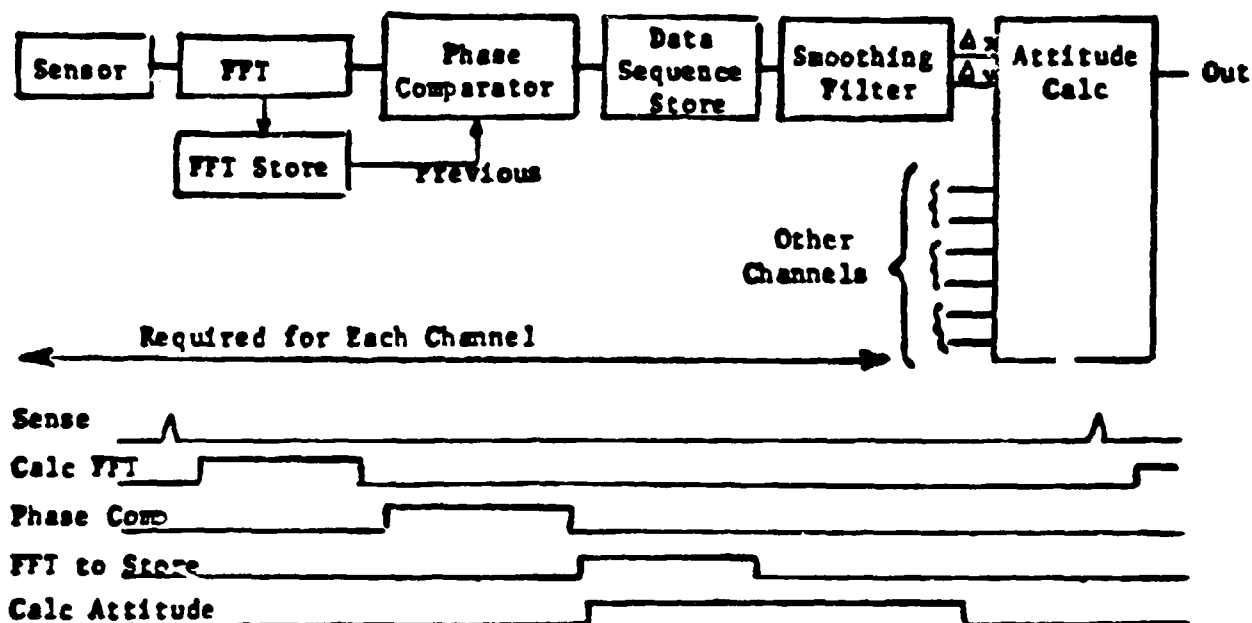 Sensor
FFT
Phase
Comparator
Data
Sequence
Store
Smoothing
Filter
Δx
Δy
Attitude
Calc
Out
FFT Store
Previous
Other
Channels
Required for Each Channel
Sense
Calc FFT
Phase Comp
FFT to Store
Calc Attitude